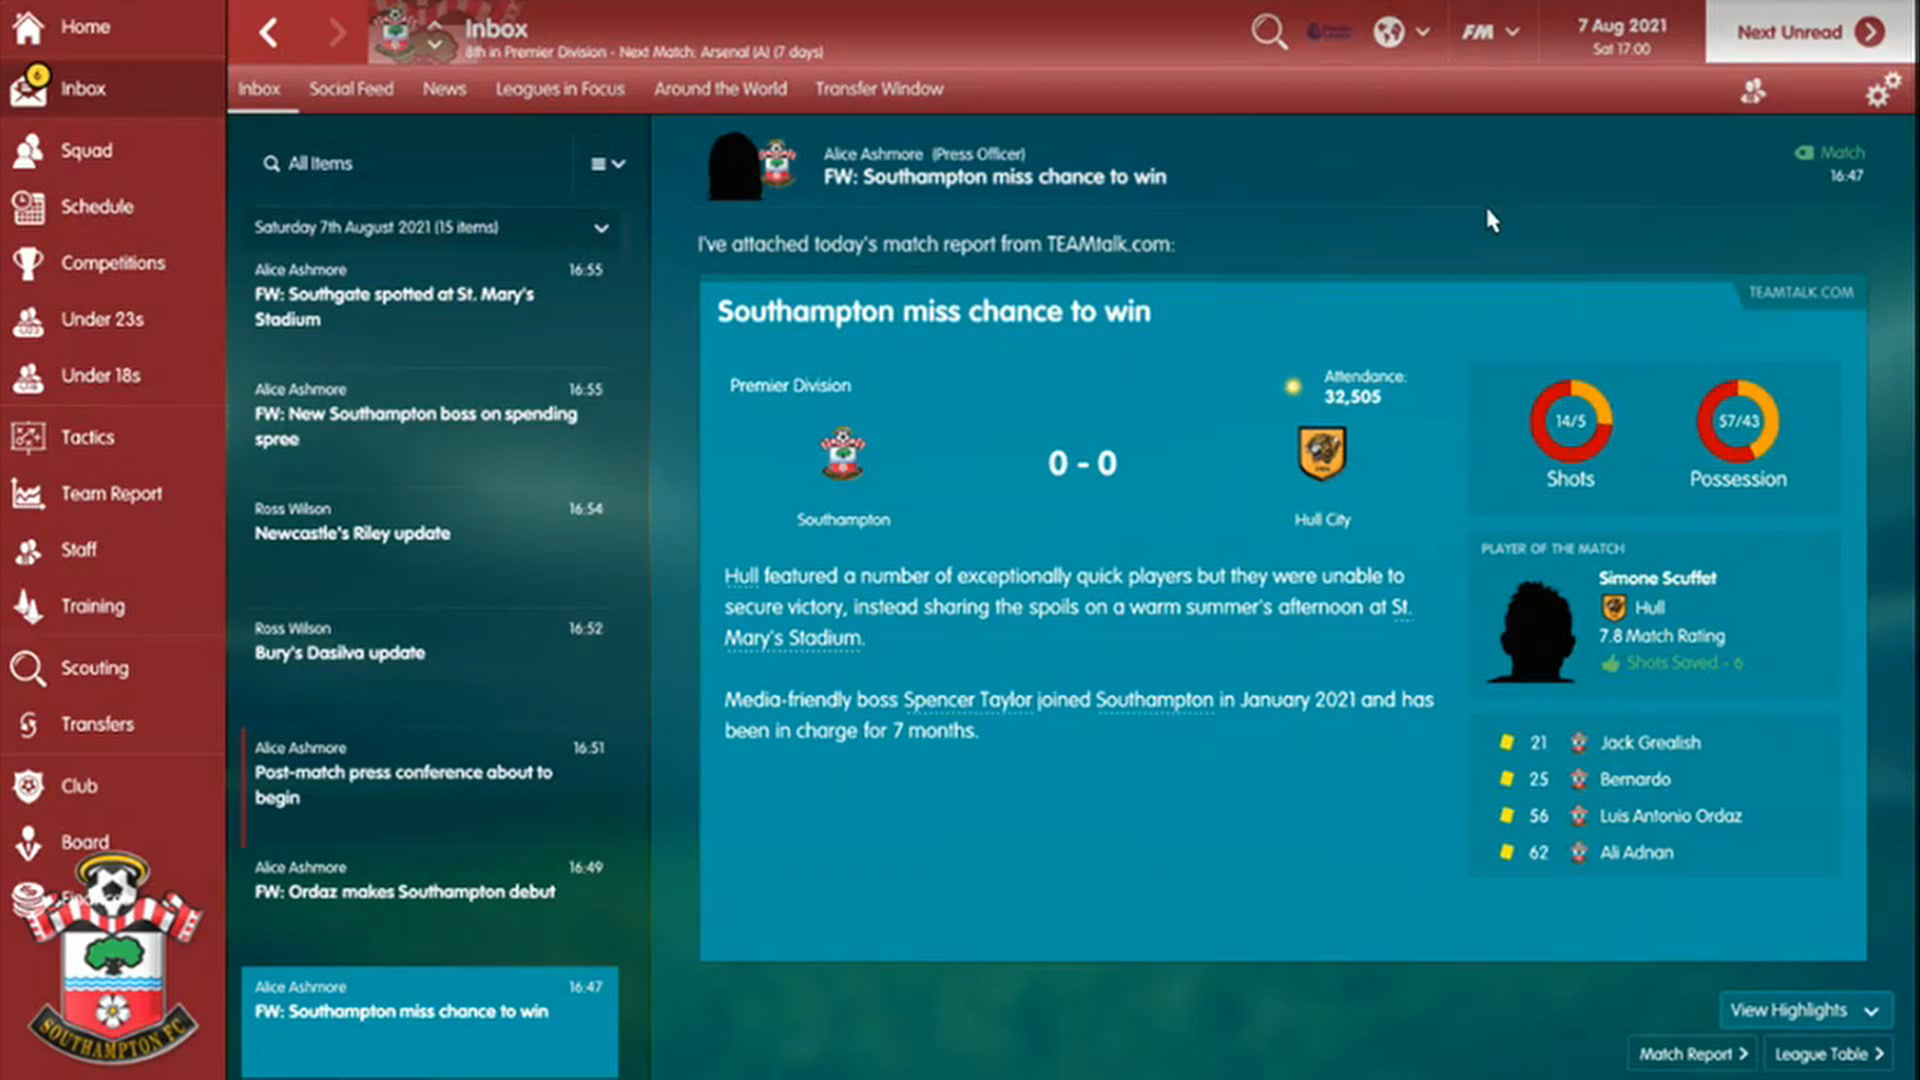 Home
6
Inbox
Squad
Schedule
Competitions
Under 23s
Under 18s
Tactics
Team Report
Staff
Training
Scouting
Transfers
Club
Board
SOUTHAMPTON FC
Inbox
8th in Premier Division - Next Match: Arsenal (A) (7 days)
FM
7 Aug 2021
Sat 17:00
Next Unread
Inbox
Social Feed
News
Leagues in Focus
Around the World
Transfer Window
All Items
Saturday 7th August 2021 (15 items)
Alice Ashmore 16:55
FW: Southgate spotted at St. Mary's
Stadium
Alice Ashmore 16:55
FW: New Southampton boss on spending
spree
Ross Wilson 16:54
Newcastle's Riley update
Ross Wilson 16:52
Bury's Dasilva update
Alice Ashmore 16:51
Post-match press conference about to
begin
Alice Ashmore 16:49
FW: Ordaz makes Southampton debut
Alice Ashmore 16:47
FW: Southampton miss chance to win
Alice Ashmore (Press Officer)
FW: Southampton miss chance to win
Match
16:47
I've attached today's match report from TEAMtalk.com:
TEAMTALK.COM
Southampton miss chance to win
Premier Division
Attendance:
32,505
0 - 0
Southampton
Hull City
Hull featured a number of exceptionally quick players but they were unable to
secure victory, instead sharing the spoils on a warm summer's afternoon at St.
Mary's Stadium.
Media-friendly boss Spencer Taylor joined Southampton in January 2021 and has
been in charge for 7 months.
14/5
Shots
57/43
Possession
PLAYER OF THE MATCH
Simone Scuffet
Hull
7.8 Match Rating
Shots Saved - 6
21 Jack Grealish
25 Bernardo
56 Luis Antonio Ordaz
62 Ali Adnan
View Highlights
Match Report
League Table